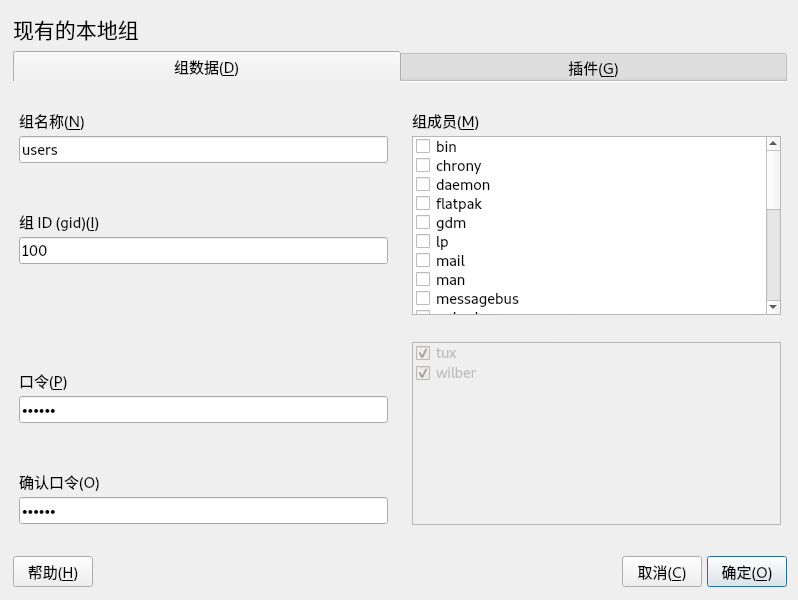 现有的本地组
组数据(D)
插件(G)
组名称(N)
users
组 ID (gid)(I)
100
口令(P)
••••••
确认口令(O)
••••••
组成员(M)
bin
chrony
daemon
flatpak
gdm
lp
mail
man
messagebus
tux
wilber
帮助(H)
取消(C)
确定(O)